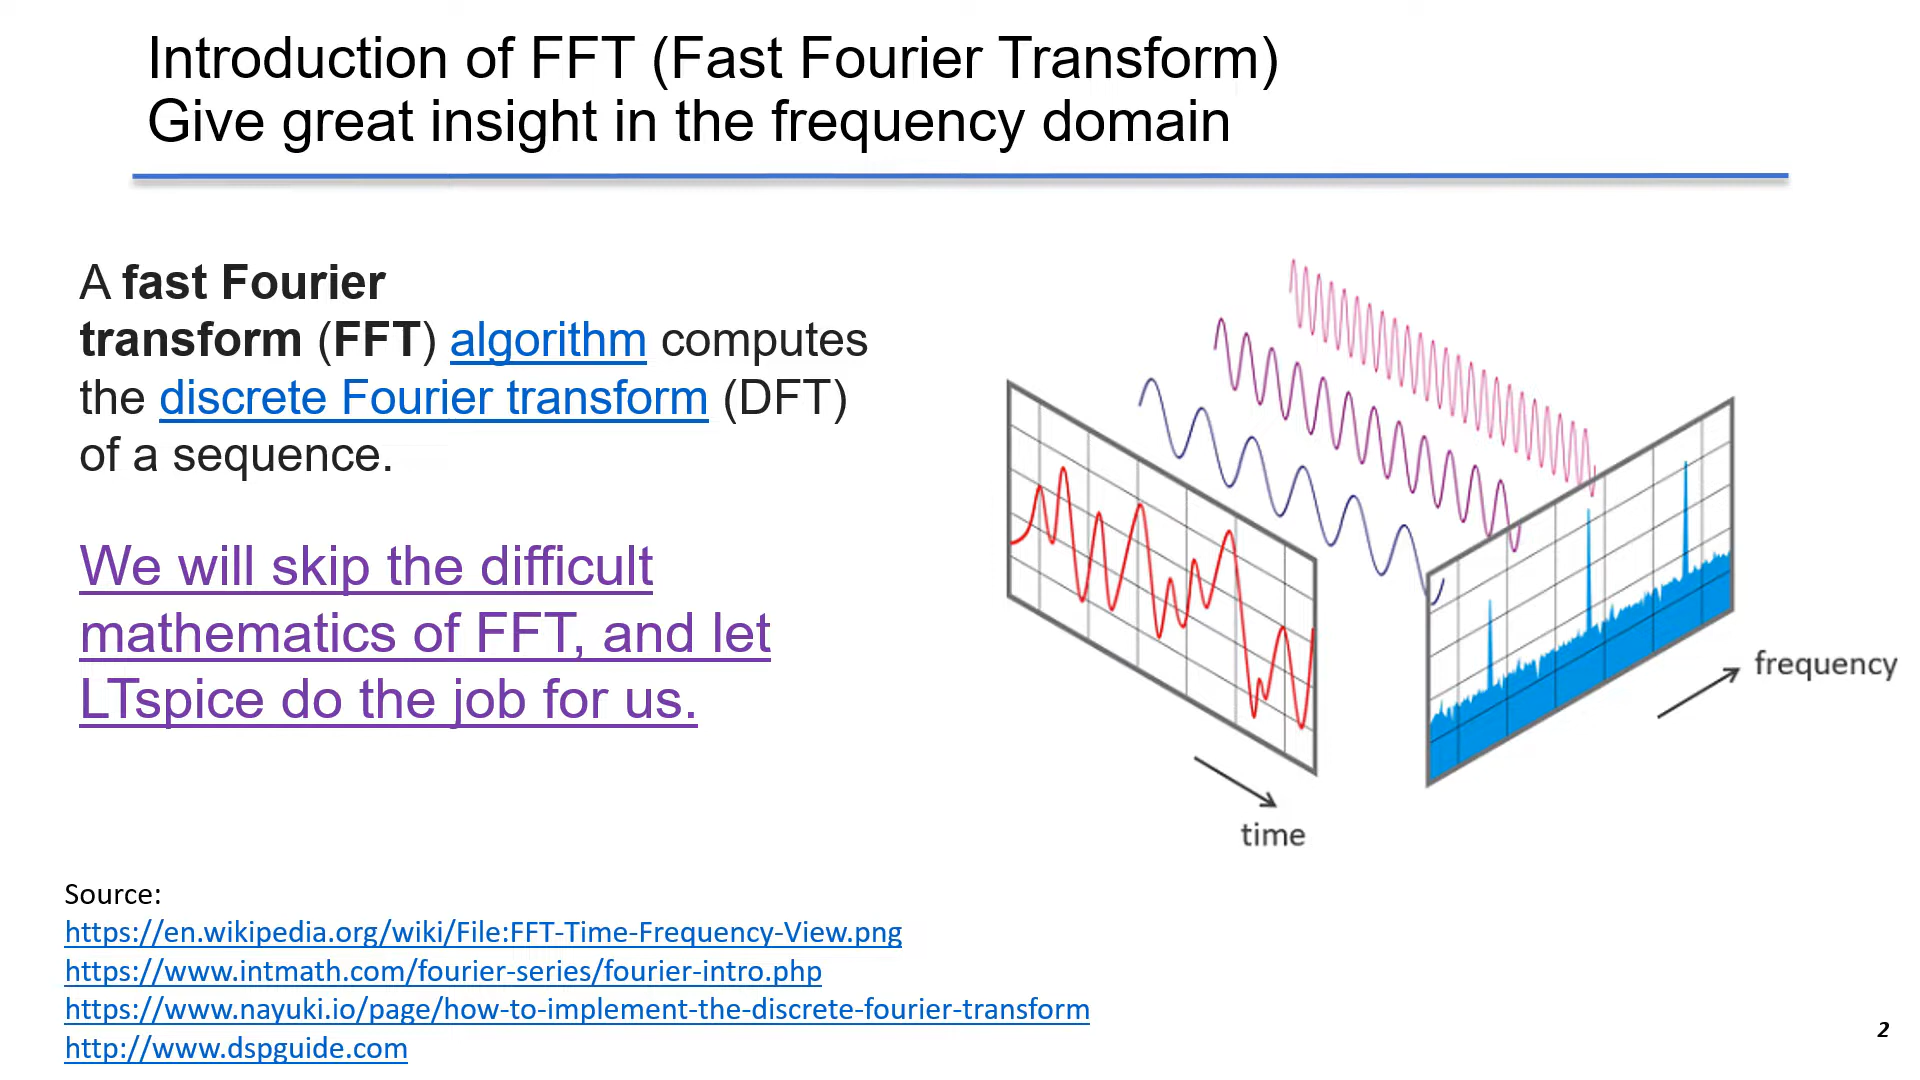 Introduction of FFT (Fast Fourier Transform)
Give great insight in the frequency domain
A fast Fourier
transform (FFT) algorithm computes
the discrete Fourier transform (DFT)
of a sequence.
We will skip the difficult
mathematics of FFT, and let
LTspice do the job for us.
frequency
time
Source:
https://en.wikipedia.org/wiki/File:FFT-Time-Frequency-View.png
https://www.intmath.com/fourier-series/fourier-intro.php
https://www.nayuki.io/page/how-to-implement-the-discrete-fourier-transform
http://www.dspguide.com
2